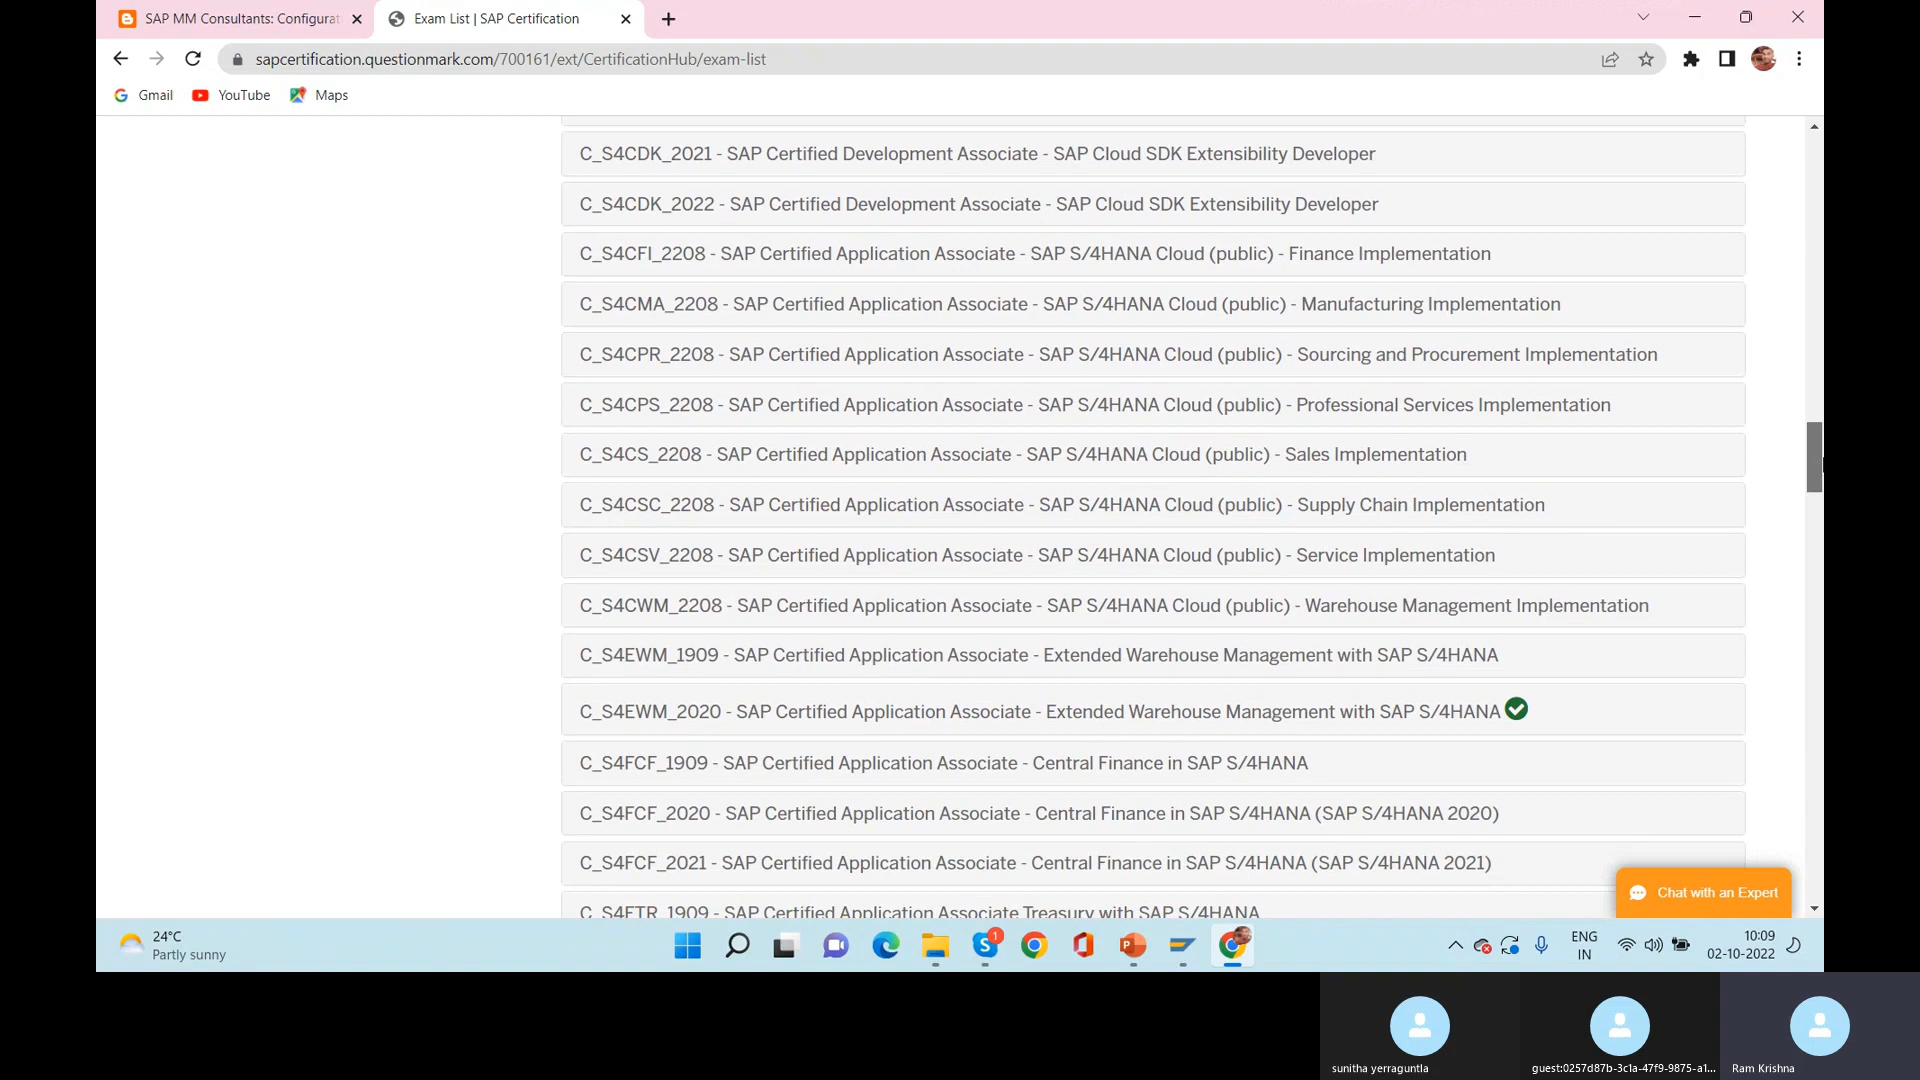 SAP MM Consultants: Configurat
Exam List | SAP Certification
sapcertification.questionmark.com/700161/ext/CertificationHub/exam-list
Gmail YouTube Maps
C_S4CDK_2021 - SAP Certified Development Associate - SAP Cloud SDK Extensibility Developer
C_S4CDK_2022 - SAP Certified Development Associate - SAP Cloud SDK Extensibility Developer
C_S4CFI_2208 - SAP Certified Application Associate - SAP S/4HANA Cloud (public) - Finance Implementation
C_S4CMA_2208 - SAP Certified Application Associate - SAP S/4HANA Cloud (public) - Manufacturing Implementation
C_S4CPR_2208 - SAP Certified Application Associate - SAP S/4HANA Cloud (public) - Sourcing and Procurement Implementation
C_S4CPS_2208 - SAP Certified Application Associate - SAP S/4HANA Cloud (public) - Professional Services Implementation
C_S4CS_2208 - SAP Certified Application Associate - SAP S/4HANA Cloud (public) - Sales Implementation
C_S4CSC_2208 - SAP Certified Application Associate - SAP S/4HANA Cloud (public) - Supply Chain Implementation
C_S4CSV_2208 - SAP Certified Application Associate - SAP S/4HANA Cloud (public) - Service Implementation
C_S4CWM_2208 - SAP Certified Application Associate - SAP S/4HANA Cloud (public) - Warehouse Management Implementation
C_S4EWM_1909 - SAP Certified Application Associate - Extended Warehouse Management with SAP S/4HANA
C_S4EWM_2020 - SAP Certified Application Associate - Extended Warehouse Management with SAP S/4HANA
C_S4FCF_1909 - SAP Certified Application Associate - Central Finance in SAP S/4HANA
C_S4FCF_2020 - SAP Certified Application Associate - Central Finance in SAP S/4HANA (SAP S/4HANA 2020)
C_S4FCF_2021 - SAP Certified Application Associate - Central Finance in SAP S/4HANA (SAP S/4HANA 2021)
C_S4FTR_1909 - SAP Certified Application Associate Treasury with SAP S/4HANA
Chat with an Expert
24°C
Partly sunny
1
ENG
IN
10:09
02-10-2022
sunitha yerraguntla
guest:0257d87b-3c1a-47f9-9875-a1...
Ram Krishna